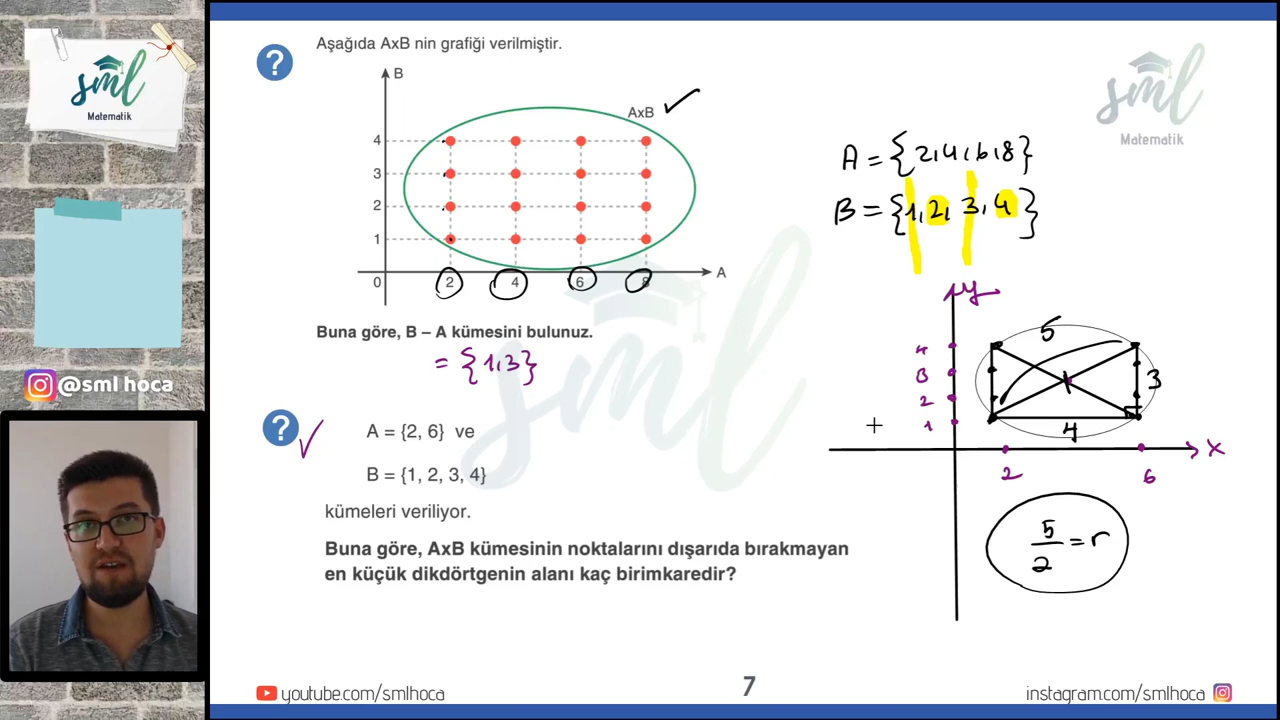 sml
Matematik
@sml hoca
Aşağıda AxB nin grafiği verilmiştir.
B
AxB
4
3
2
1
0
2
4
6
8
A
Buna göre, B – A kümesini bulunuz.
= {1,3}
A = {2, 6} ve
B = {1, 2, 3, 4}
kümeleri veriliyor.
Buna göre, AxB kümesinin noktalarını dışarıda bırakmayan
en küçük dikdörtgenin alanı kaç birimkaredir?
sml
Matematik
A = {2,4,6,8}
B = {1, 2, 3, 4}
y
5
4
3
2
1
3
4
x
2
6
5/2 = r
sml
youtube.com/smlhoca
7
instagram.com/smlhoca